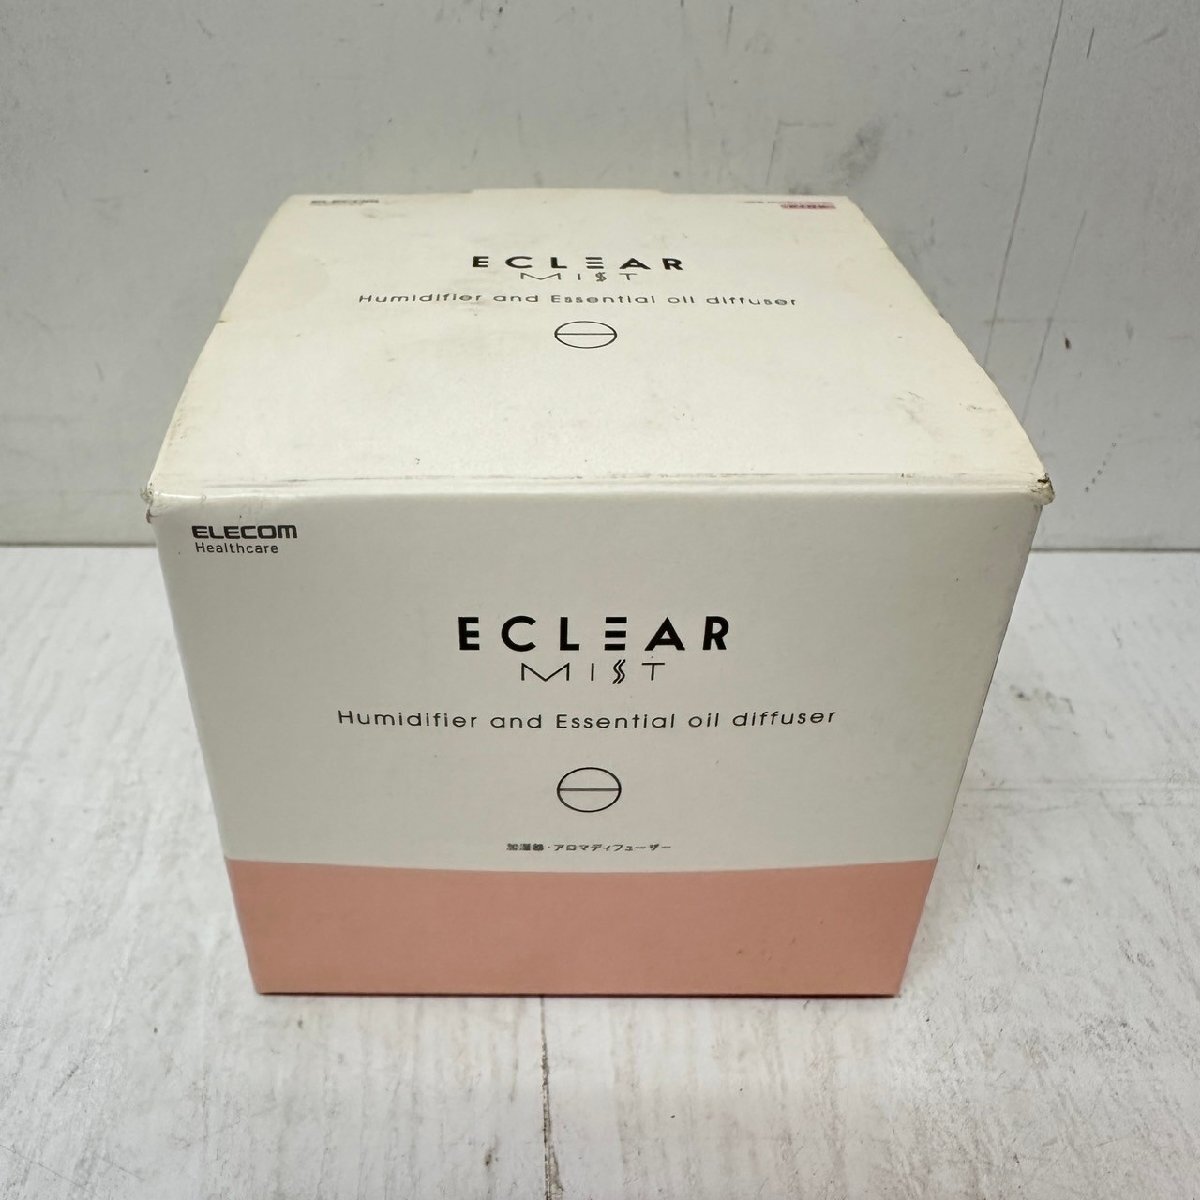 ELECOM
ECLEAR
MIST
Humidifier and Essential oil diffuser
ELECOM
Healthcare
ECLEAR
MIST
Humidifier and Essential oil diffuser
加湿器・アロマディフューザー